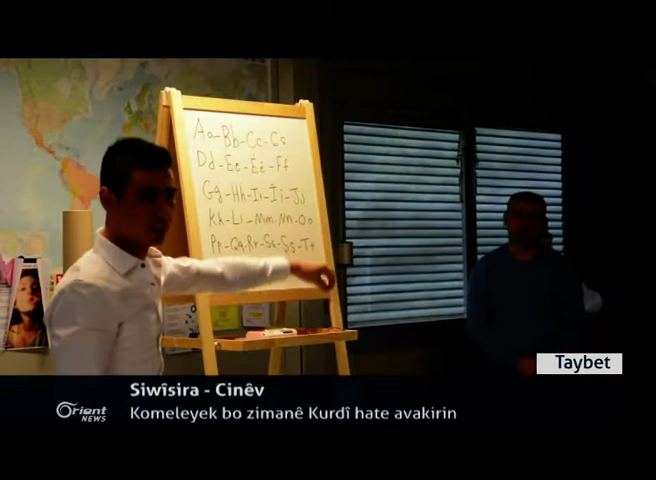 Aa-Bb-Cc-Çç
Dd-Ee-Êê-Ff
Gg-Hh-Iı-Îî-Jj
Kk-Ll-Mm-Nn-Oo
Pp-Qq-Rr-Ss-Şş-Tt
Taybet
Siwîsira - Cinêv
Komeleyek bo zimanê Kurdî hate avakirin
Orient
NEWS